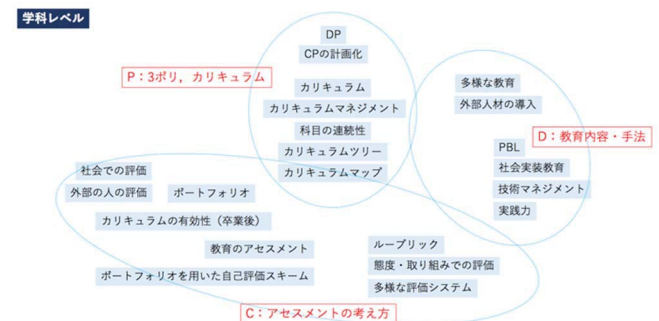 学科レベル
DP
CPの計画化
P：3ポリ，カリキュラム
カリキュラム
カリキュラムマネジメント
科目の連続性
カリキュラムツリー
カリキュラムマップ
多様な教育
外部人材の導入
D：教育内容・手法
PBL
社会実装教育
技術マネジメント
実践力
社会での評価
外部の人の評価
ポートフォリオ
カリキュラムの有効性（卒業後）
教育のアセスメント
ポートフォリオを用いた自己評価スキーム
ルーブリック
態度・取り組みでの評価
多様な評価システム
C：アセスメントの考え方